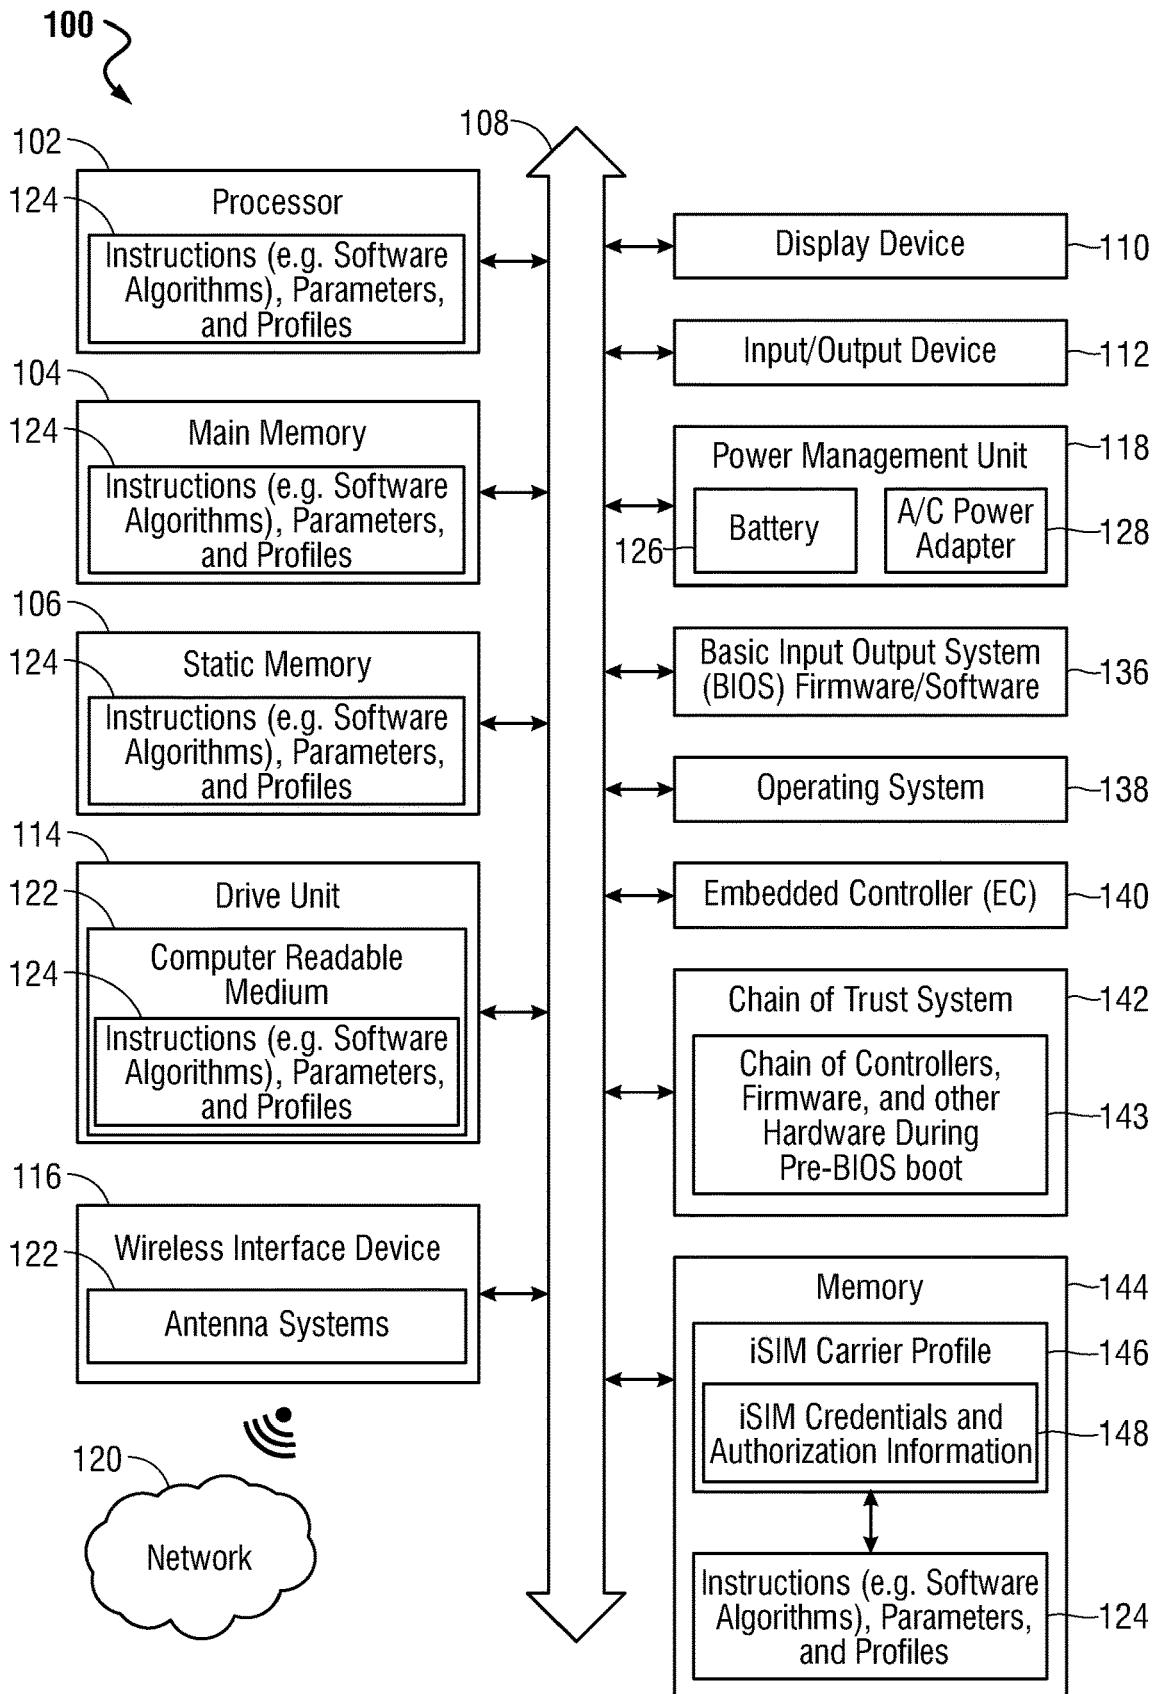 100
108
102
124
Processor
Instructions (e.g. Software
Algorithms), Parameters,
and Profiles
104
124
Main Memory
Instructions (e.g. Software
Algorithms), Parameters,
and Profiles
106
124
Static Memory
Instructions (e.g. Software
Algorithms), Parameters,
and Profiles
114
122
Drive Unit
124
Computer Readable
Medium
Instructions (e.g. Software
Algorithms), Parameters,
and Profiles
116
122
Wireless Interface Device
Antenna Systems
120
Network
Display Device
110
Input/Output Device
112
Power Management Unit
118
Battery
126
A/C Power
Adapter
128
Basic Input Output System
(BIOS) Firmware/Software
136
Operating System
138
Embedded Controller (EC)
140
Chain of Trust System
142
Chain of Controllers,
Firmware, and other
Hardware During
Pre-BIOS boot
143
Memory
144
iSIM Carrier Profile
146
iSIM Credentials and
Authorization Information
148
Instructions (e.g. Software
Algorithms), Parameters,
and Profiles
124